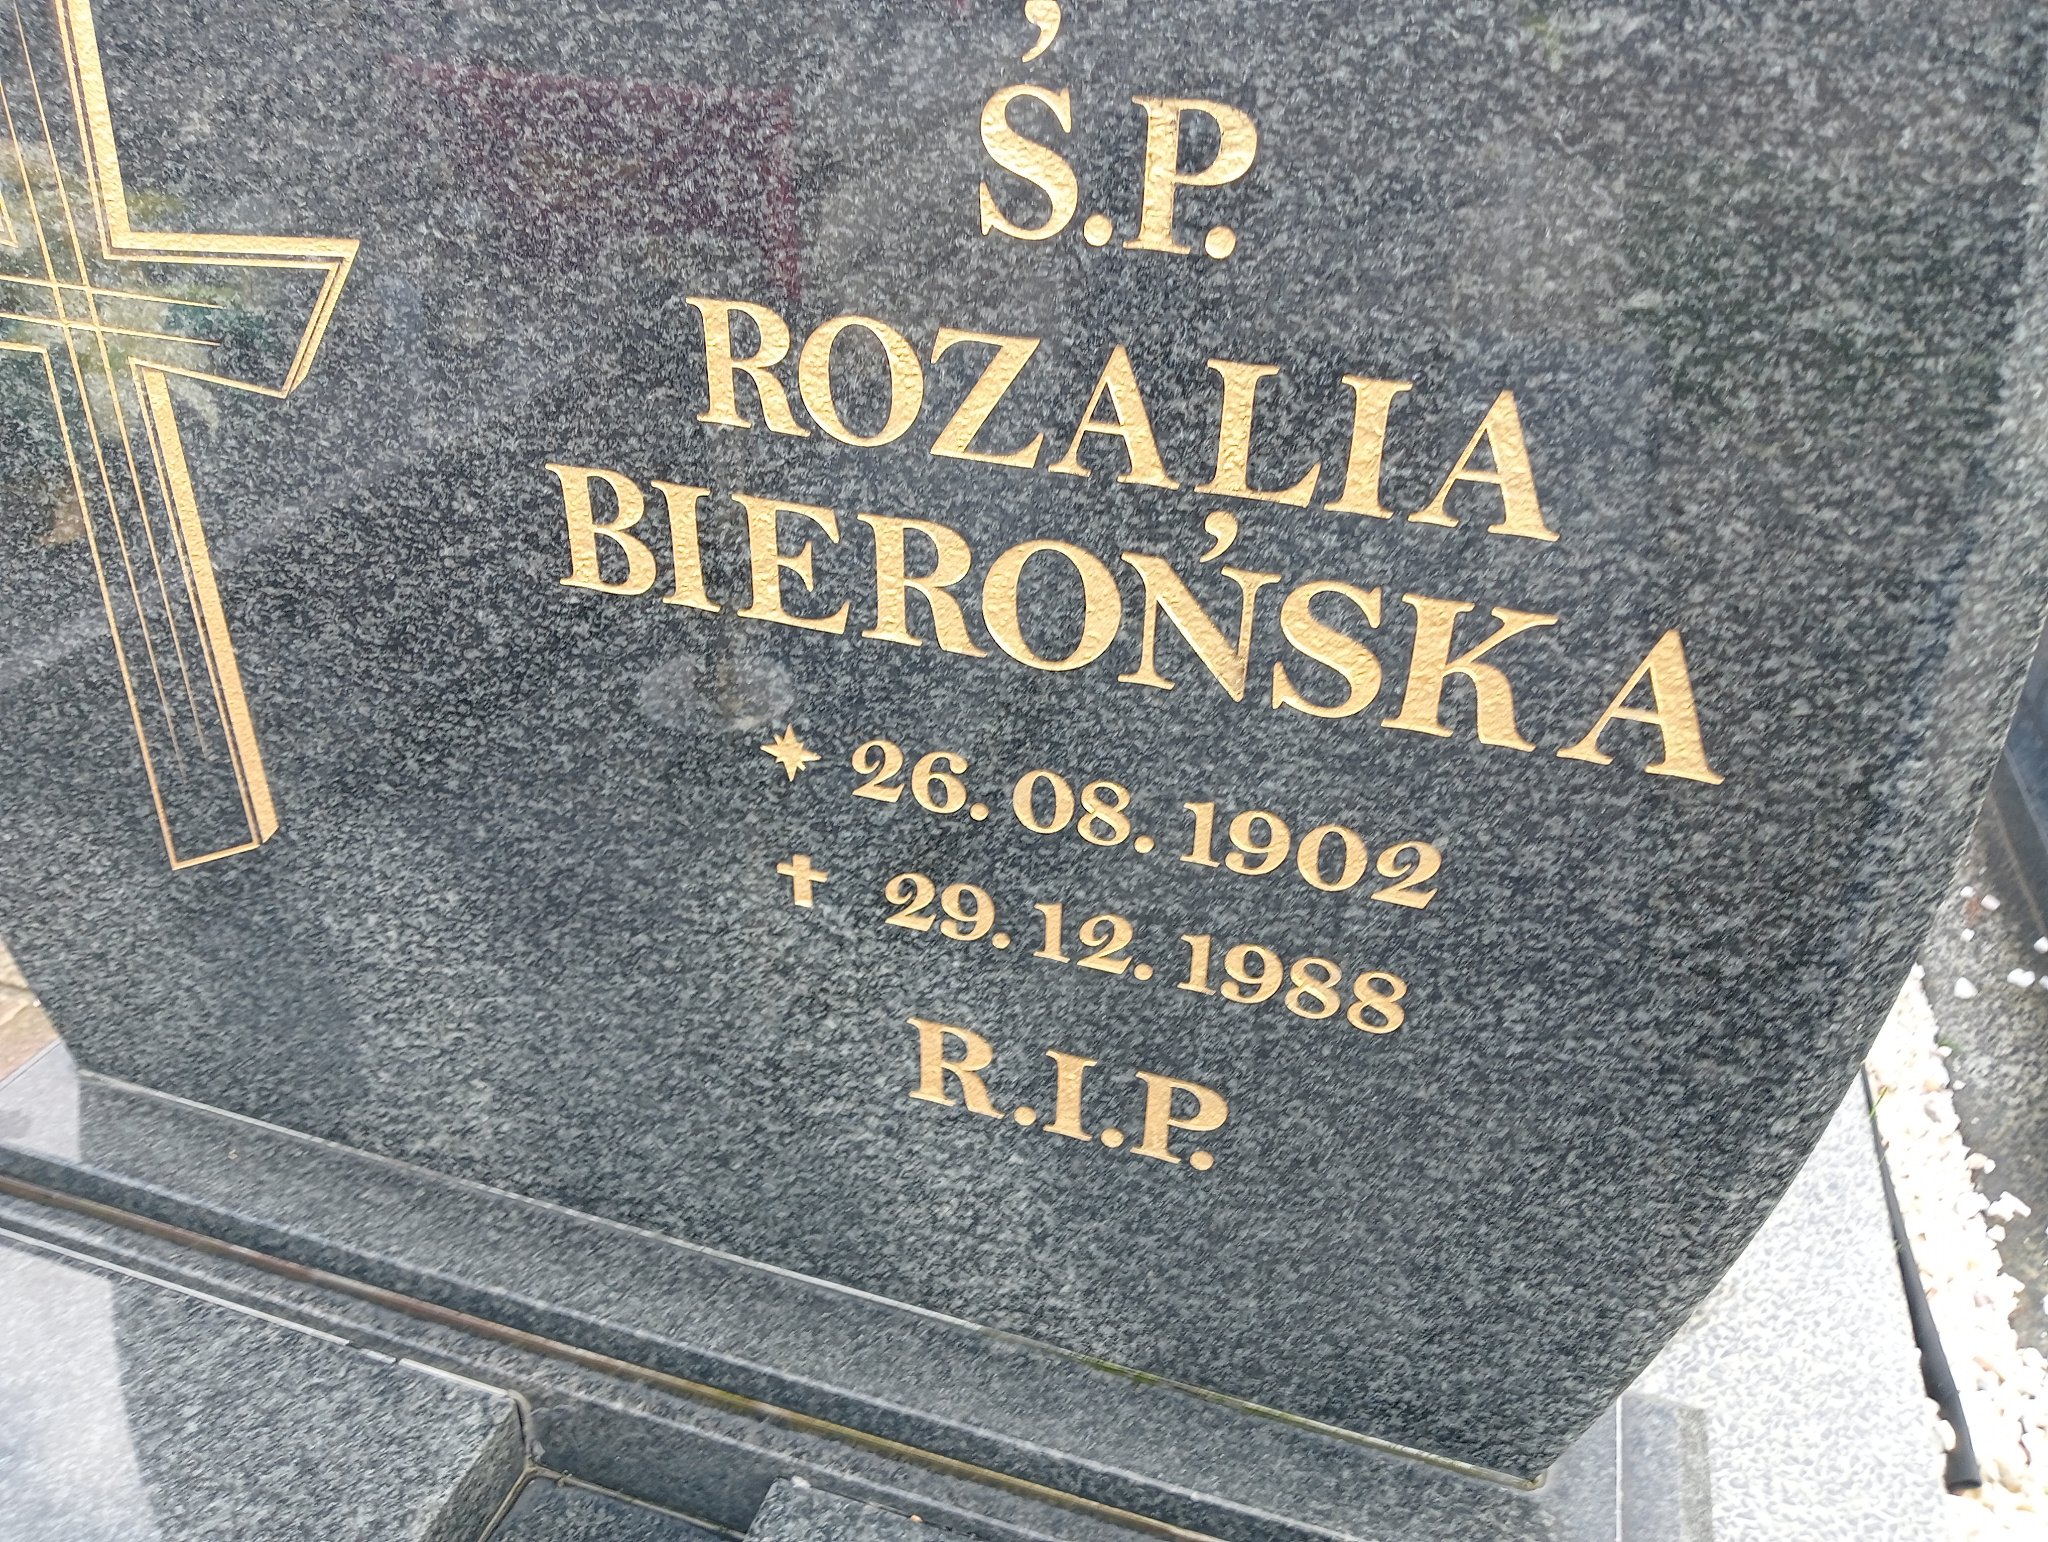 Ś.P.
ROZALIA
BIEROŃSKA
* 26.08.1902
✝ 29.12.1988
R.I.P.